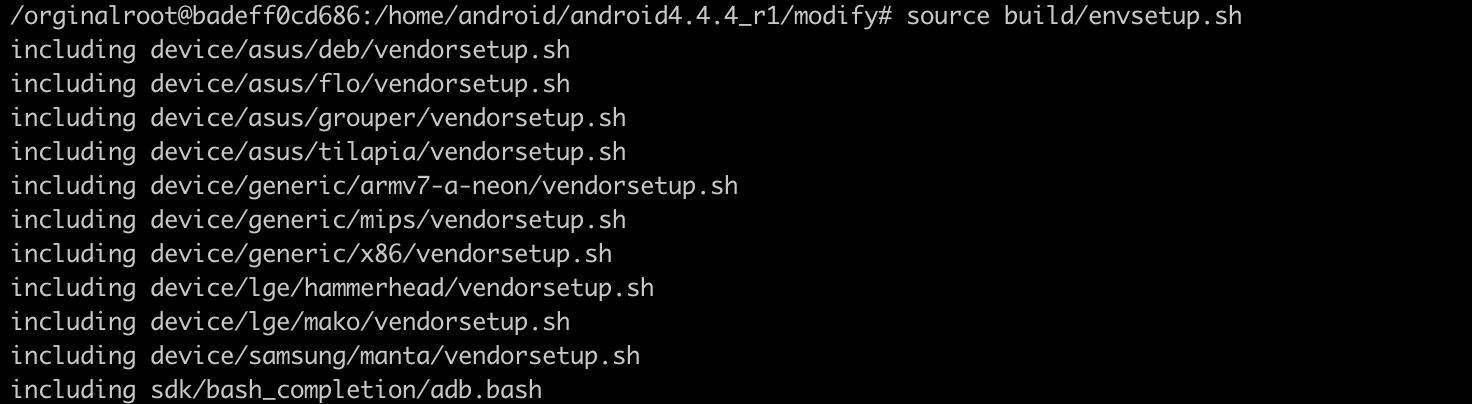 /orginalroot@badeff0cd686:/home/android/android4.4.4_r1/modify# source build/envsetup.sh
including device/asus/deb/vendorsetup.sh
including device/asus/flo/vendorsetup.sh
including device/asus/grouper/vendorsetup.sh
including device/asus/tilapia/vendorsetup.sh
including device/generic/armv7-a-neon/vendorsetup.sh
including device/generic/mips/vendorsetup.sh
including device/generic/x86/vendorsetup.sh
including device/lge/hammerhead/vendorsetup.sh
including device/lge/mako/vendorsetup.sh
including device/samsung/manta/vendorsetup.sh
including sdk/bash_completion/adb.bash